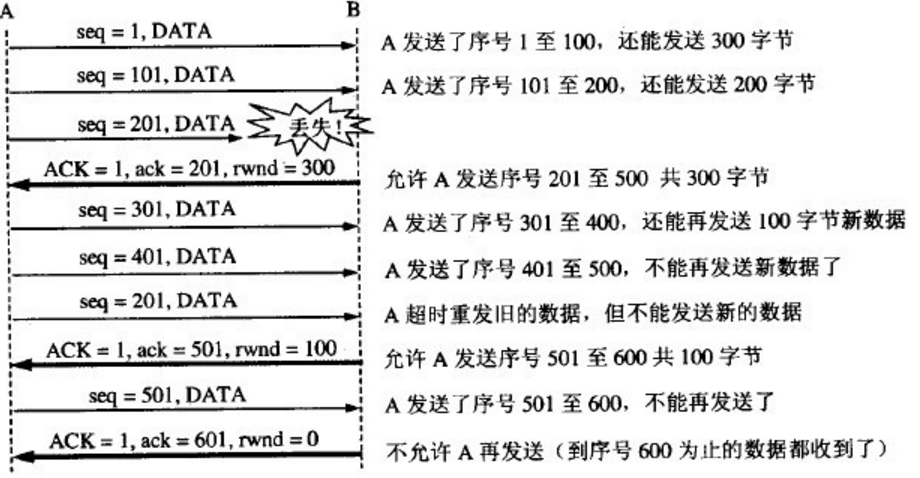 A B
seq = 1, DATA A 发送了序号 1 至 100，还能发送 300 字节
seq = 101, DATA A 发送了序号 101 至 200，还能发送 200 字节
seq = 201, DATA 丢失!
ACK = 1, ack = 201, rwnd = 300 允许 A 发送序号 201 至 500 共 300 字节
seq = 301, DATA A 发送了序号 301 至 400，还能再发送 100 字节新数据
seq = 401, DATA A 发送了序号 401 至 500，不能再发送新数据了
seq = 201, DATA A 超时重发旧的数据，但不能发送新的数据
ACK = 1, ack = 501, rwnd = 100 允许 A 发送序号 501 至 600 共 100 字节
seq = 501, DATA A 发送了序号 501 至 600，不能再发送了
ACK = 1, ack = 601, rwnd = 0 不允许 A 再发送（到序号 600 为止的数据都收到了）